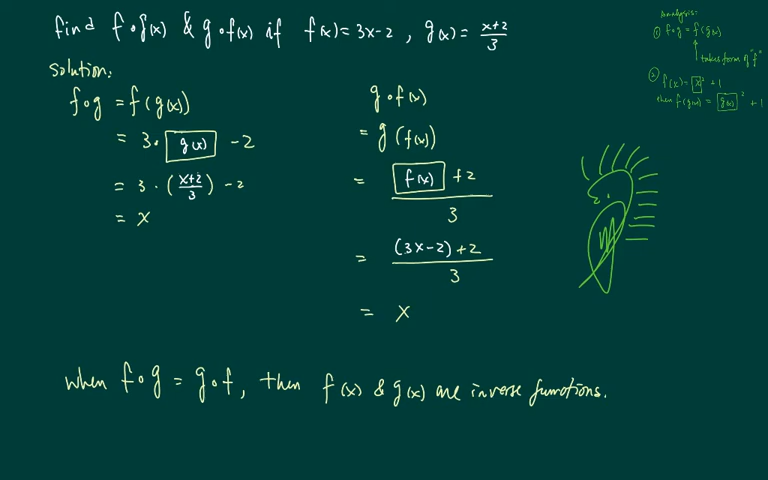 find f∘g(x) & g∘f(x) if f(x) = 3x-2 , g(x) = (x+2)/3
solution:
f∘g = f(g(x))
= 3· g(x) -2
= 3·((x+2)/3) -2
= x
g∘f(x)
= g(f(x))
= (f(x) +2)/3
= ((3x-2)+2)/3
= x
when f∘g = g∘f, then f(x) & g(x) are inverse functions.
Analysis:
① f∘g = f(g(x))
takes form of "f"
② f(x) = x² +1
then f(g(x)) = g(x)² +1